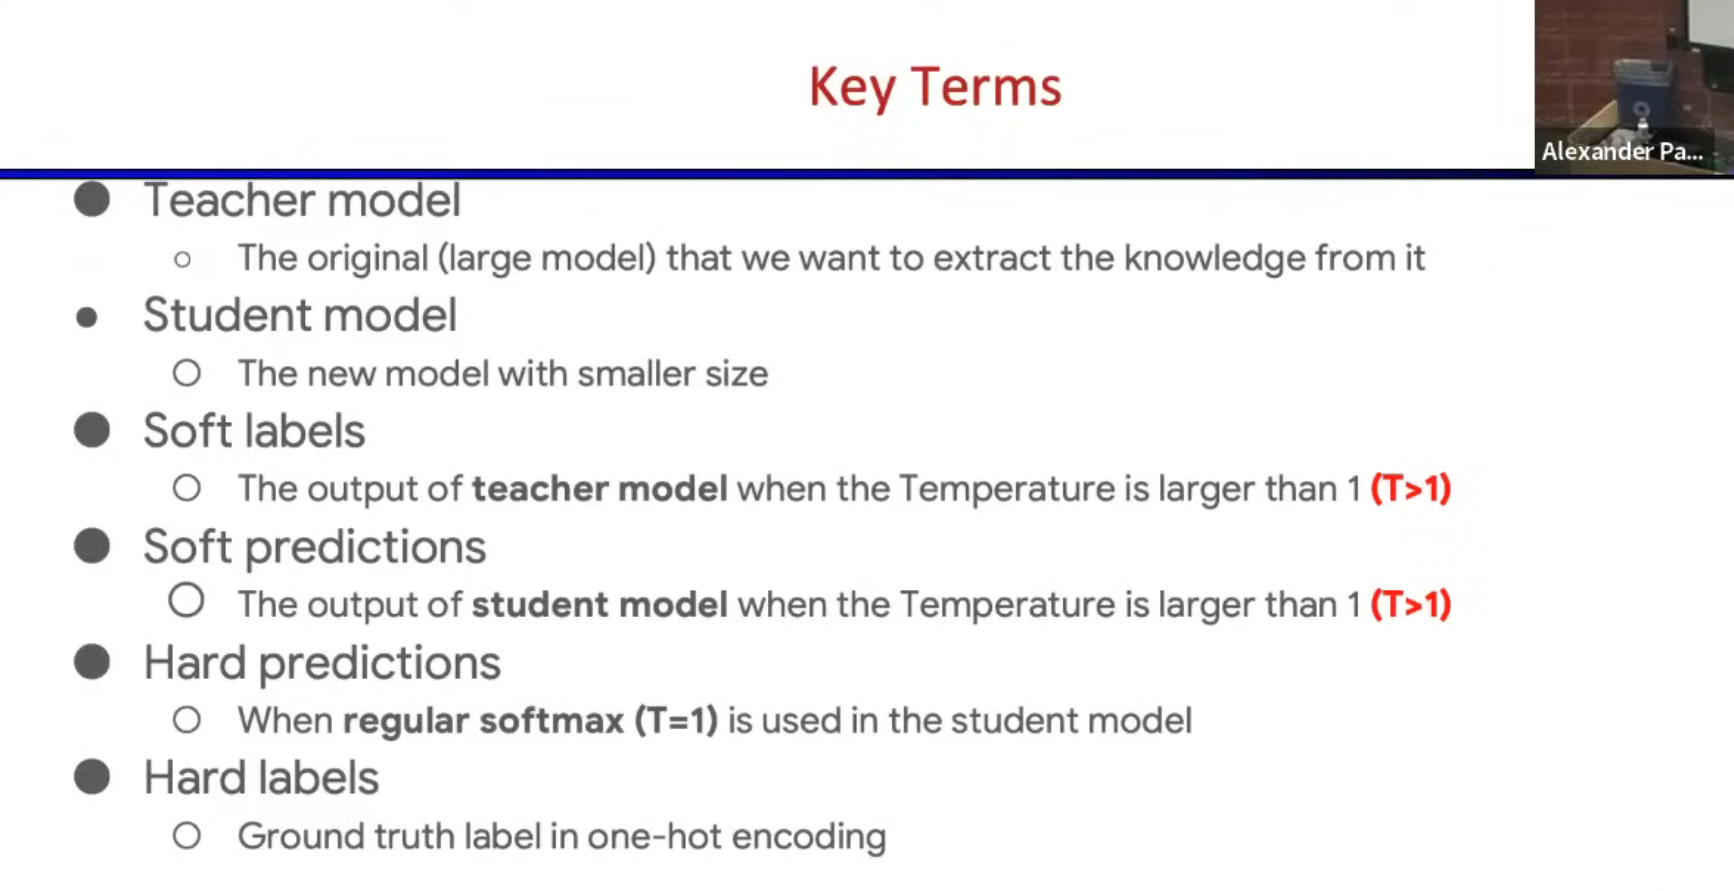 Key Terms
Alexander Pa...
Teacher model
The original (large model) that we want to extract the knowledge from it
Student model
The new model with smaller size
Soft labels
The output of teacher model when the Temperature is larger than 1 (T>1)
Soft predictions
The output of student model when the Temperature is larger than 1 (T>1)
Hard predictions
When regular softmax (T=1) is used in the student model
Hard labels
Ground truth label in one-hot encoding